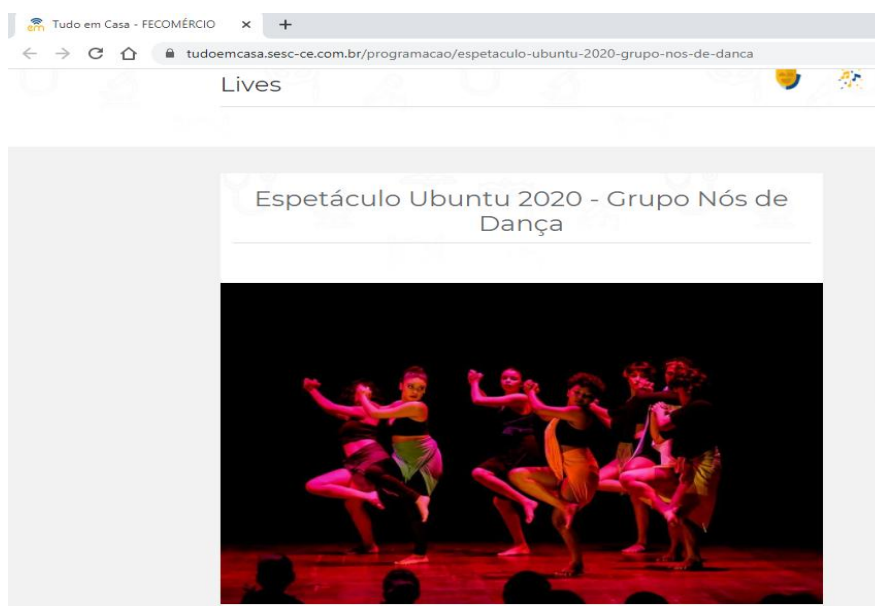 em Tudo em Casa - FECOMÉRCIO
tudoemcasa.sesc-ce.com.br/programacao/espetaculo-ubuntu-2020-grupo-nos-de-danca
Lives
Espetáculo Ubuntu 2020 - Grupo Nós de
Dança